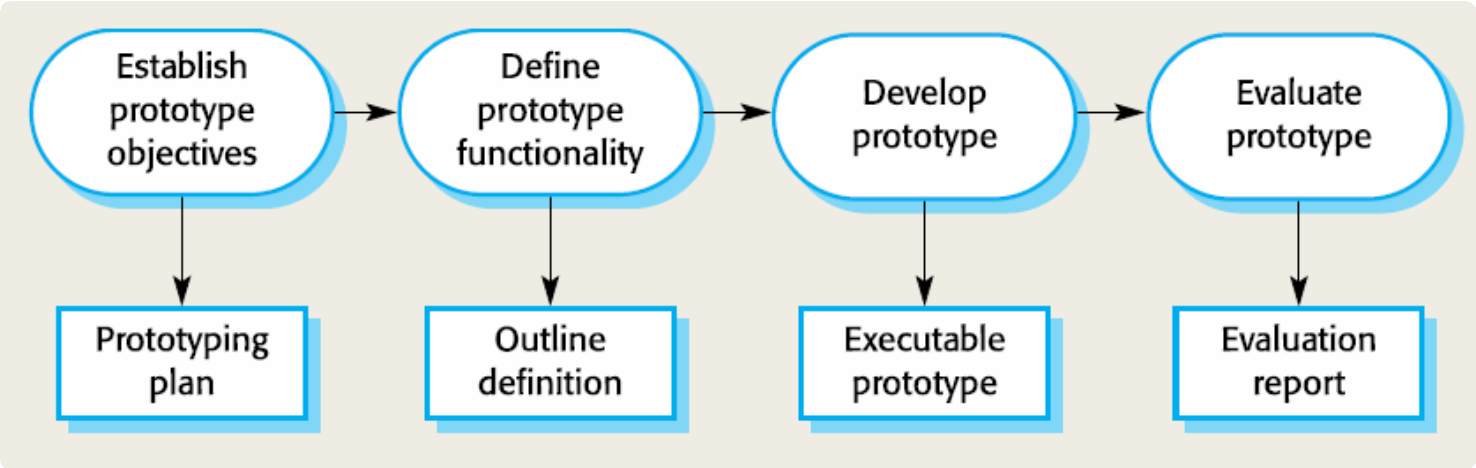 Establish
prototype
objectives
Define
prototype
functionality
Develop
prototype
Evaluate
prototype
Prototyping
plan
Outline
definition
Executable
prototype
Evaluation
report